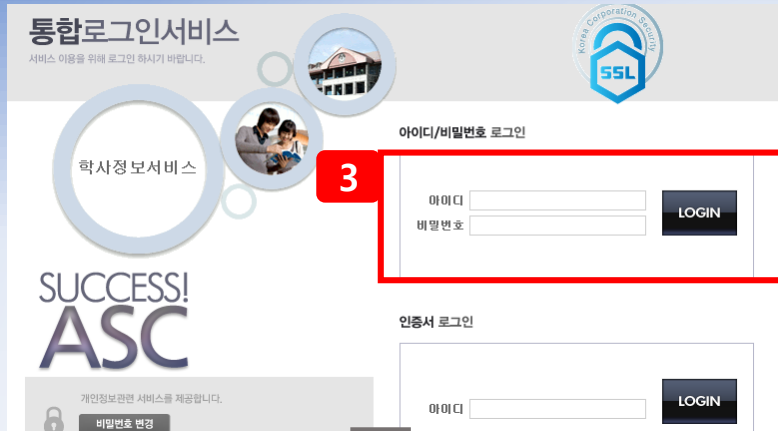 통합로그인서비스
서비스 이용을 위해 로그인 하시기 바랍니다.
Korea Corporation Security
SSL
학사정보서비스
아이디/비밀번호 로그인
3
아이디
비밀번호
LOGIN
SUCCESS!
ASC
인증서 로그인
개인정보관련 서비스를 제공합니다.
비밀번호 변경
아이디
LOGIN